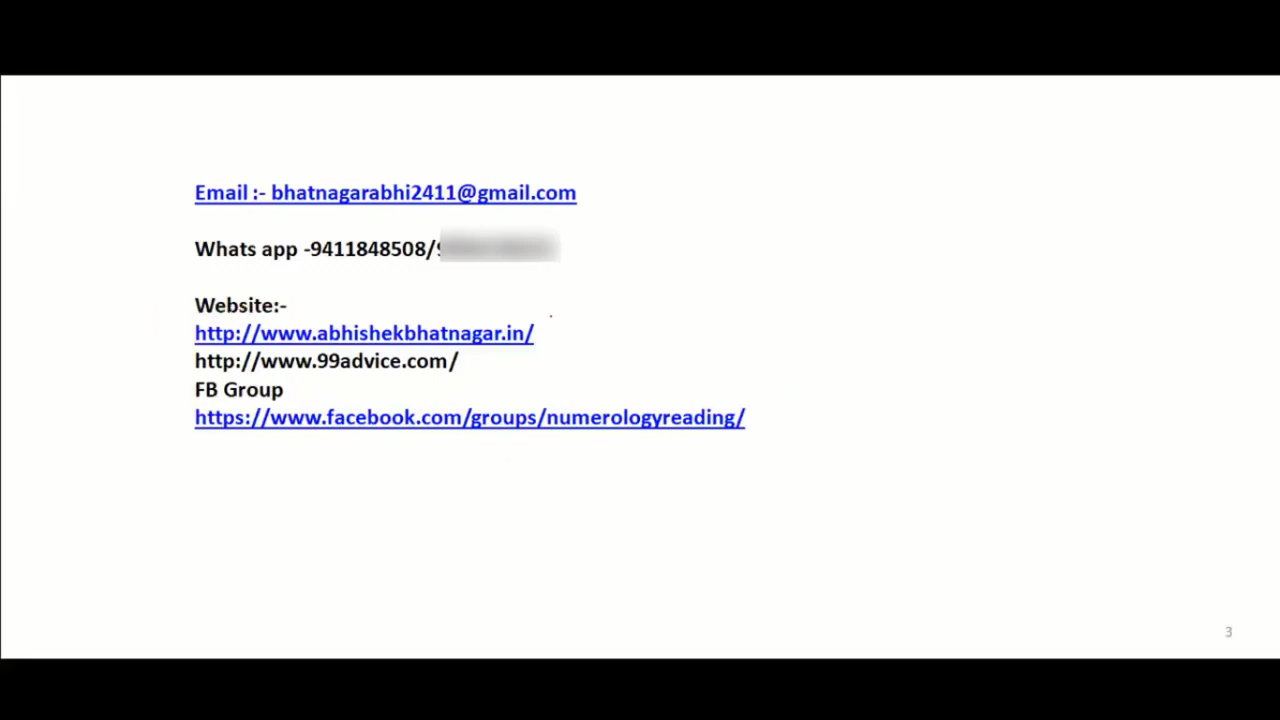 Email :- bhatnagarabhi2411@gmail.com
Whats app -9411848508/
Website:-
http://www.abhishekbhatnagar.in/
http://www.99advice.com/
FB Group
https://www.facebook.com/groups/numerologyreading/
3